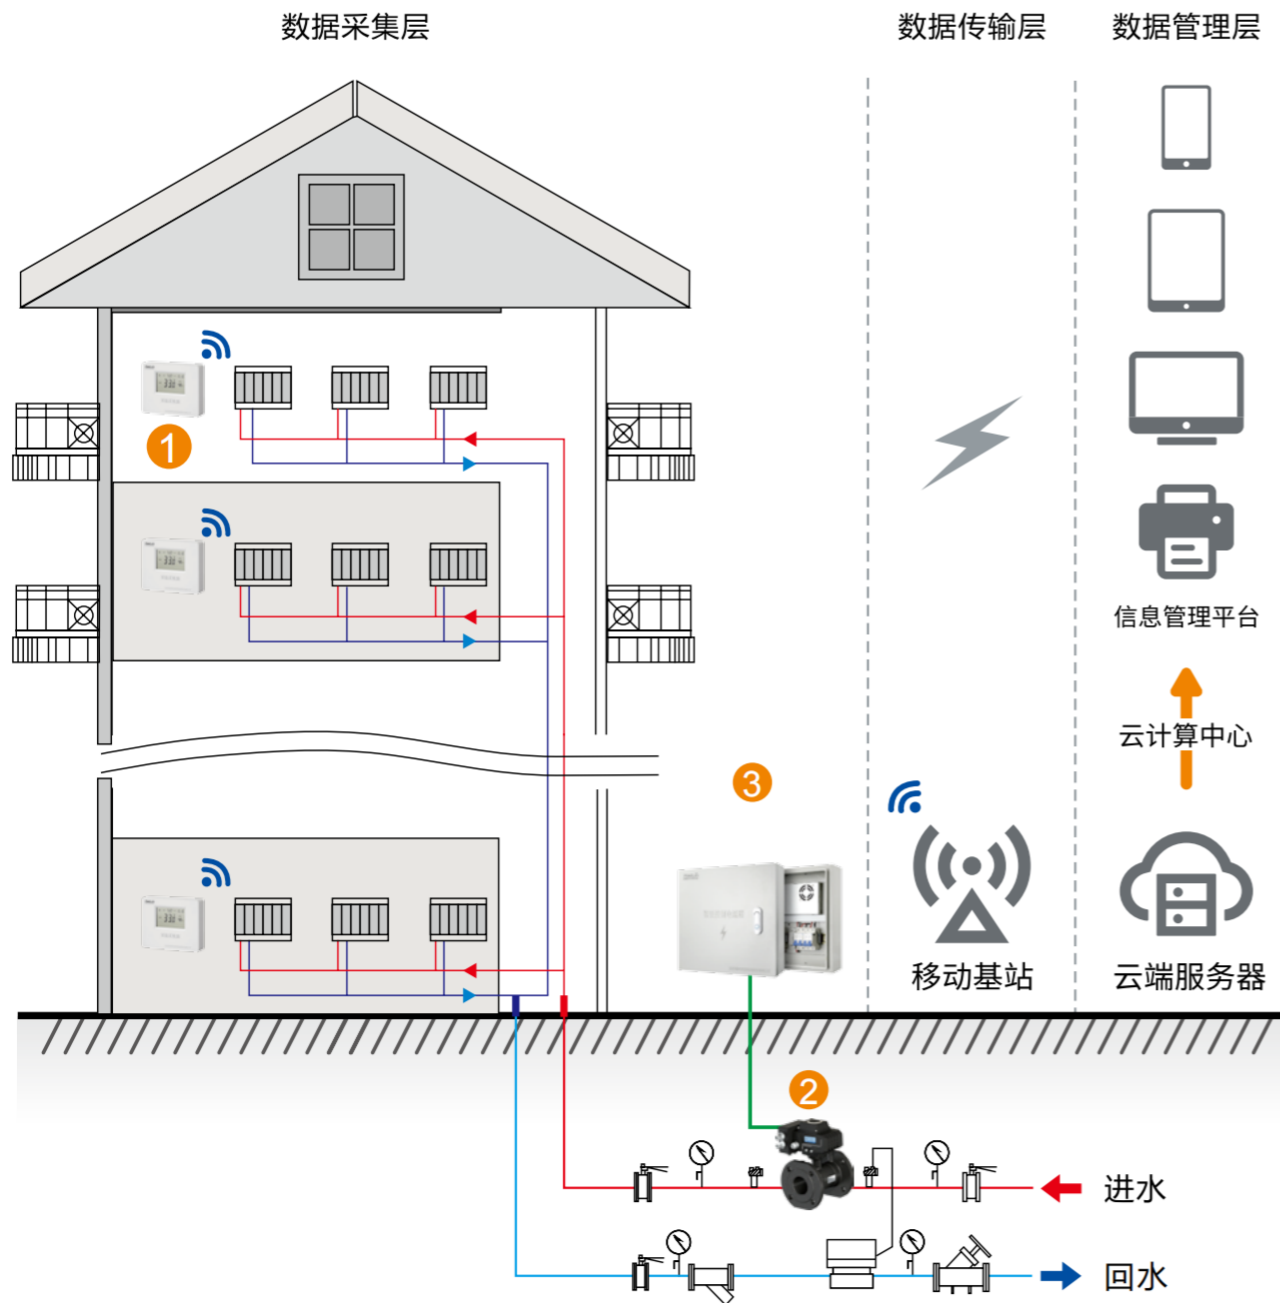 数据采集层
数据传输层
数据管理层
1
信息管理平台
云计算中心
3
移动基站
云端服务器
2
进水
回水